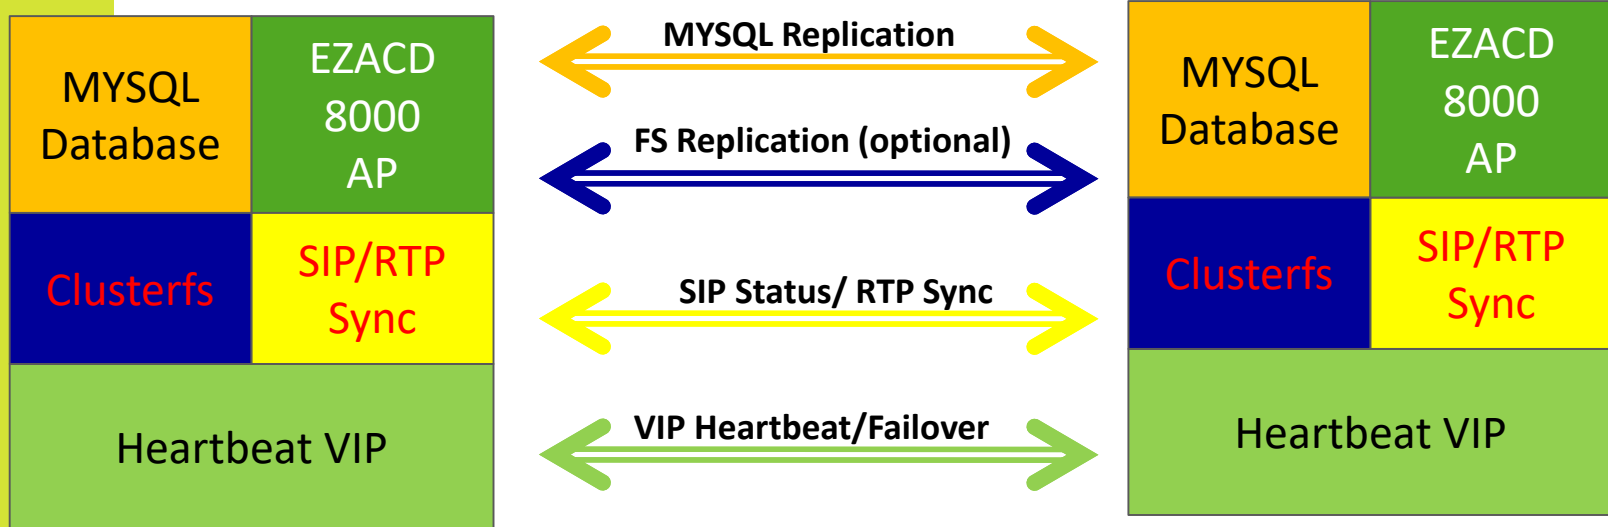 MYSQL
Database
EZACD
8000
AP
Clusterfs
SIP/RTP
Sync
Heartbeat VIP
MYSQL Replication
FS Replication (optional)
SIP Status/ RTP Sync
VIP Heartbeat/Failover
MYSQL
Database
EZACD
8000
AP
Clusterfs
SIP/RTP
Sync
Heartbeat VIP